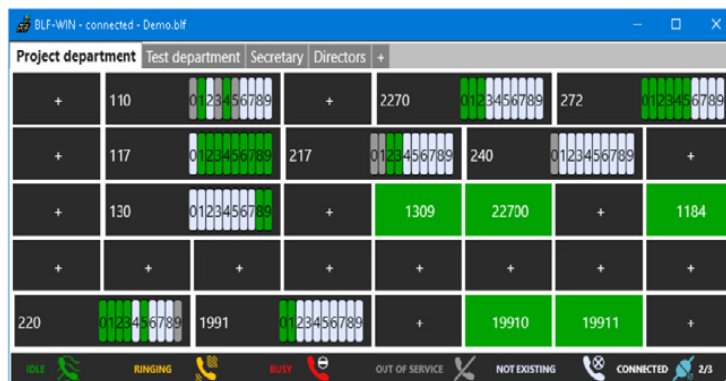 BLF-WIN - connected - Demo.blf
Project department Test department Secretary Directors +
+ 110 0123456789 + 2270 0123456789 272 0123456789
+ 117 0123456789 217 0123456789 240 0123456789 +
+ 130 0123456789 + 1309 22700 + 1184
+ + + + + + + +
220 0123456789 1991 0123456789 + 19910 19911 +
IDLE RINGING BUSY OUT OF SERVICE NOT EXISTING CONNECTED 2/3